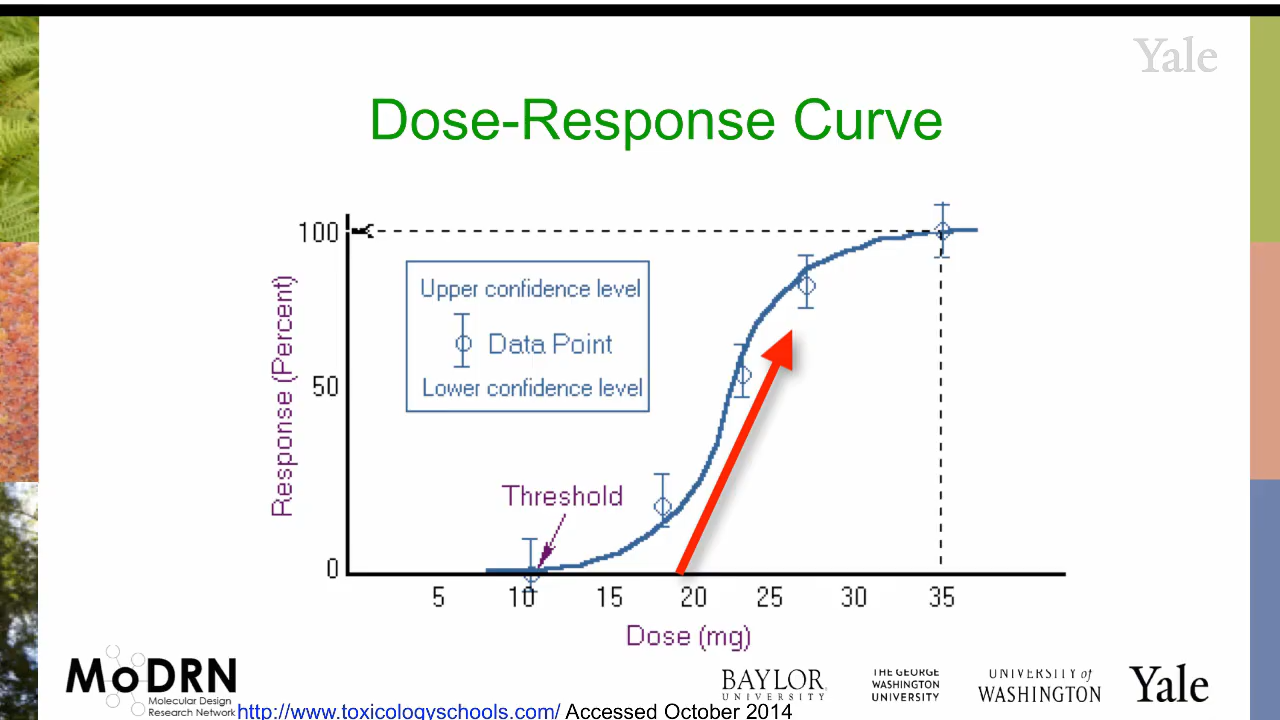 Yale
Dose-Response Curve
100
50
0
Response (Percent)
Upper confidence level
Data Point
Lower confidence level
Threshold
5 10 15 20 25 30 35
Dose (mg)
MoDRN
Molecular Design
Research Network
http://www.toxicologyschools.com/ Accessed October 2014
BAYLOR
UNIVERSITY
THE GEORGE
WASHINGTON
UNIVERSITY
UNIVERSITY of
WASHINGTON
Yale